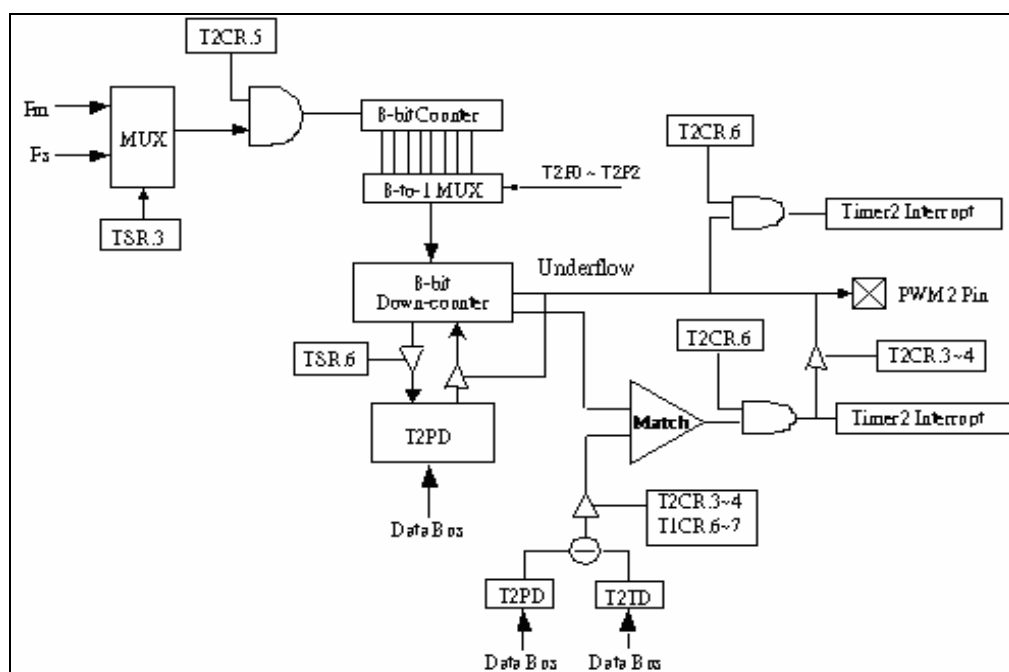 T2CR.5
Fm
Fs
MUX
TSR.3
8-bit Counter
8-to-1 MUX
T2P0 ~ T2P2
T2CR.6
Timer2 Interrupt
8-bit
Down-counter
Underflow
PWM 2 Pin
TSR.6
T2CR.6
T2CR.3~4
T2PD
Match
Timer2 Interrupt
Data Bus
T2CR.3~4
T1CR.6~7
T2PD
T2TD
Data Bus
Data Bus